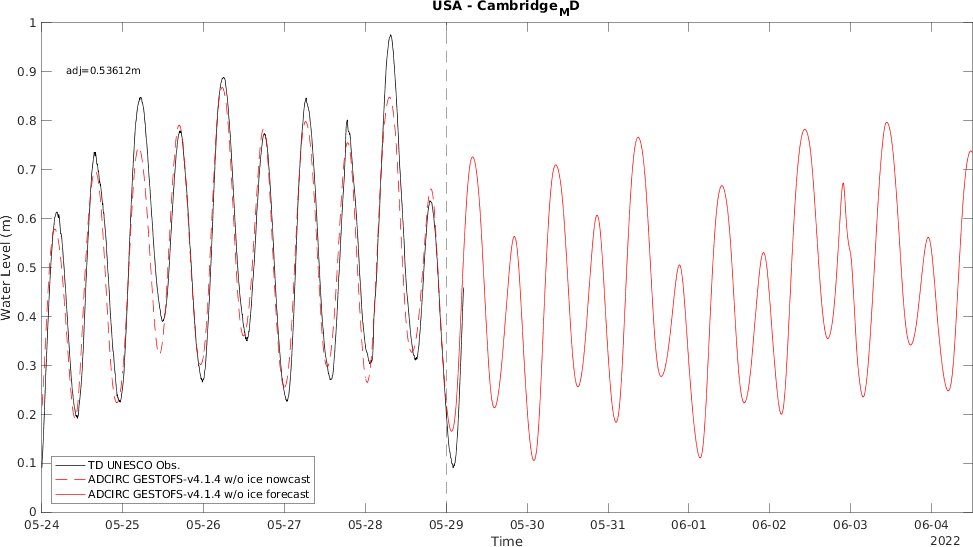 USA - Cambridge_MD
1
0.9
adj=0.53612m
0.8
0.7
0.6
0.5
Water Level (m)
0.4
0.3
0.2
0.1
TD UNESCO Obs.
ADCIRC GESTOFS-v4.1.4 w/o ice nowcast
ADCIRC GESTOFS-v4.1.4 w/o ice forecast
0
05-24 05-25 05-26 05-27 05-28 05-29 05-30 05-31 06-01 06-02 06-03 06-04
Time
2022